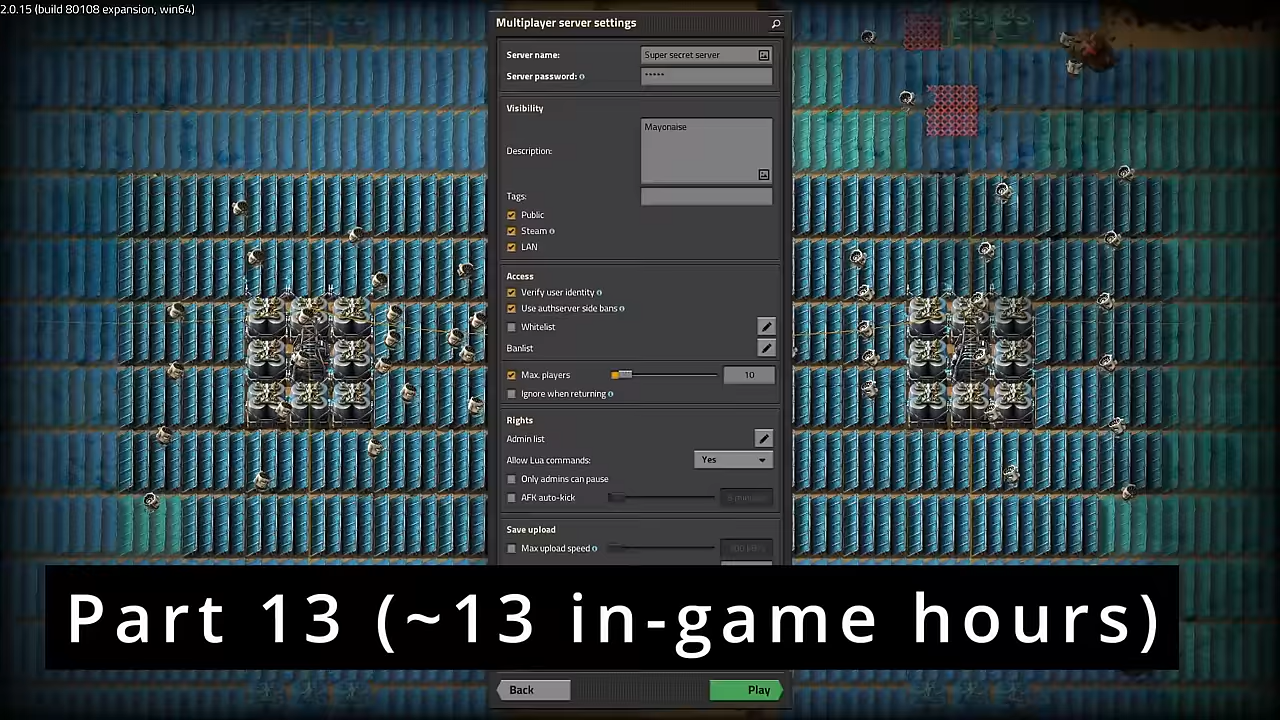 2.0.15 (build 80108 expansion, win64)
Multiplayer server settings
Server name: Super secret server
Server password: •••••
Visibility
Description: Mayonaise
Tags:
Public
Steam
LAN
Access
Verify user identity
Use authserver side bans
Whitelist
Banlist
Max. players 10
Ignore when returning
Rights
Admin list
Allow Lua commands: Yes
Only admins can pause
AFK auto-kick
Save upload
Max upload speed
Part 13 (~13 in-game hours)
Back Play